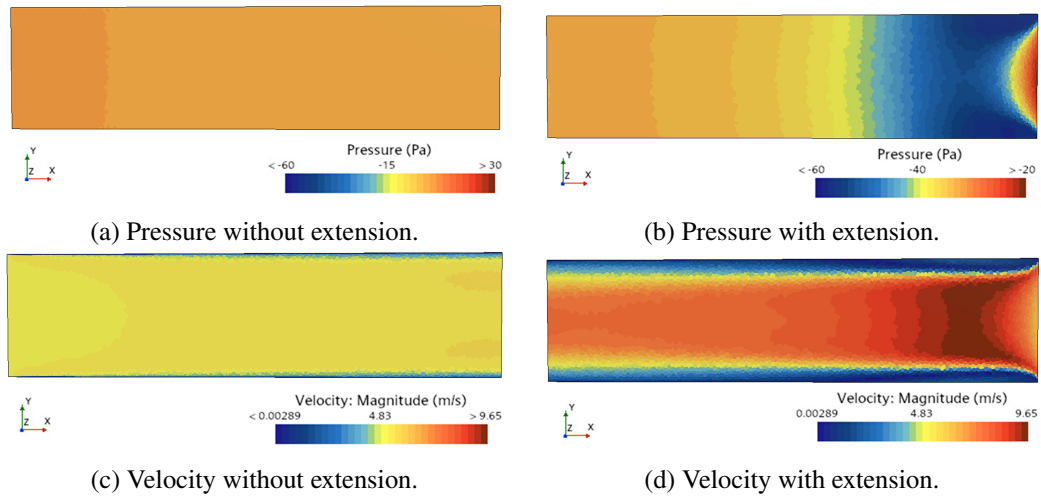 Pressure (Pa)
< -60 -15 > 30
Y
Z X
(a) Pressure without extension.
Pressure (Pa)
< -60 -40 > -20
Y
Z X
(b) Pressure with extension.
Velocity: Magnitude (m/s)
< 0.00289 4.83 > 9.65
Y
Z X
(c) Velocity without extension.
Velocity: Magnitude (m/s)
0.00289 4.83 9.65
Y
Z X
(d) Velocity with extension.